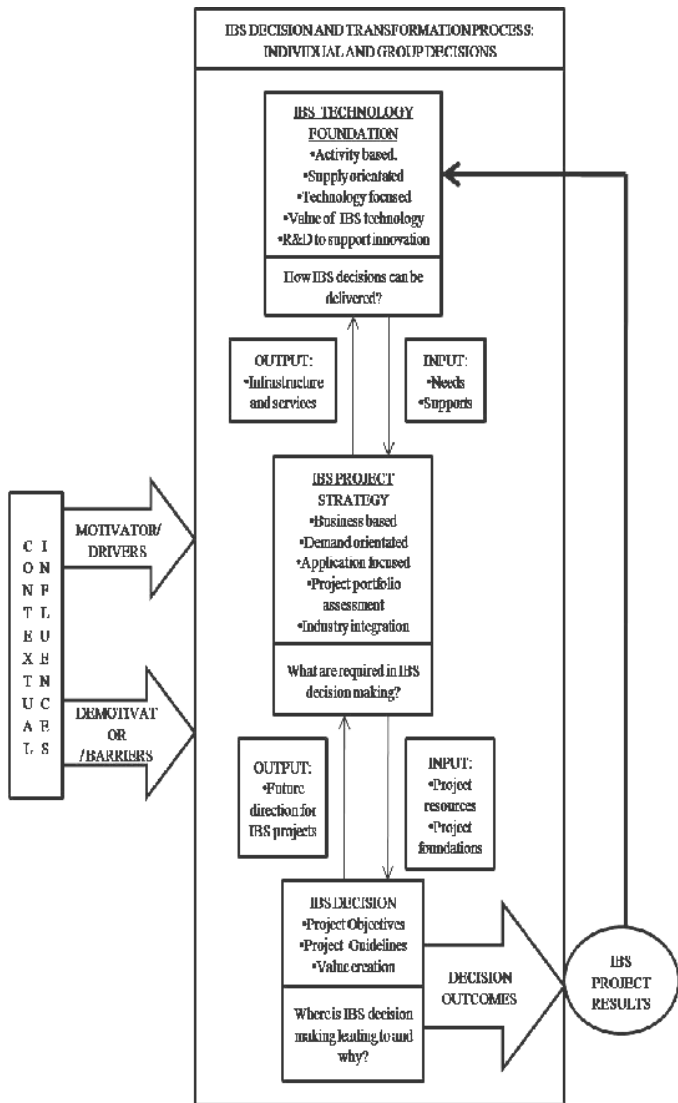 IBS DECISION AND TRANSFORMATION PROCESS:
INDIVIDUAL AND GROUP DECISIONS
IBS TECHNOLOGY
FOUNDATION
•Activity based.
•Supply orientated
•Technology focused
•Value of IBS technology
•R&D to support innovation
How IBS decisions can be
delivered?
OUTPUT:
•Infrastructure
and services
INPUT:
•Needs
•Supports
IBS PROJECT
STRATEGY
•Business based
•Demand orientated
•Application focused
•Project portfolio
assessment
•Industry integration
What are required in IBS
decision making?
CONTEXTUAL
INFLUENCES
MOTIVATOR/
DRIVERS
DEMOTIVAT
OR
/BARRIERS
OUTPUT:
•Future
direction for
IBS projects
INPUT:
•Project
resources
•Project
foundations
IBS DECISION
•Project Objectives
•Project Guidelines
•Value creation
Where is IBS decision
making leading to and
why?
DECISION
OUTCOMES
IBS
PROJECT
RESULTS